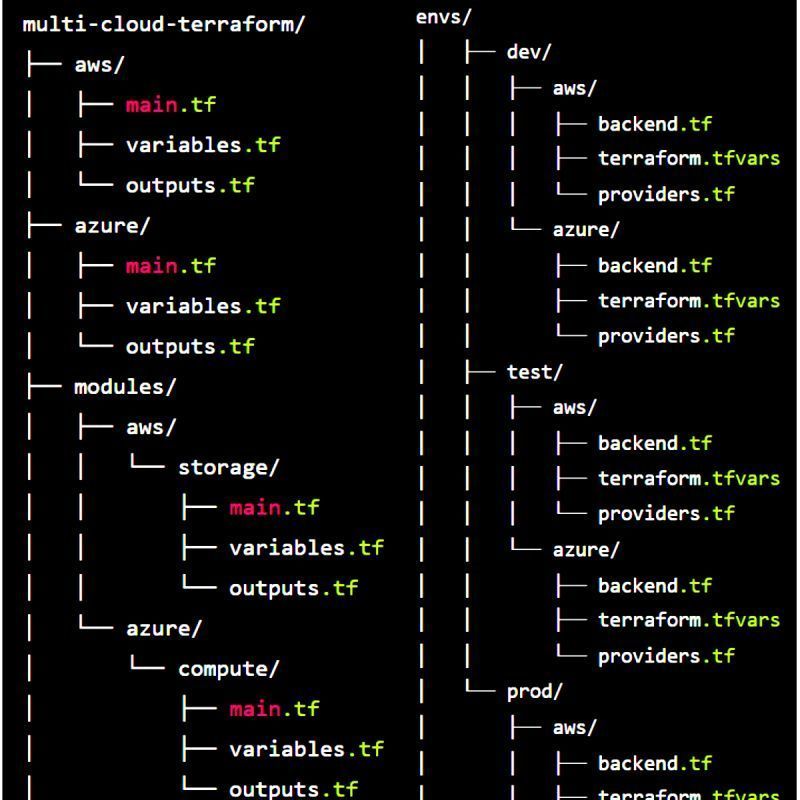 multi-cloud-terraform/
├── aws/
│   ├── main.tf
│   ├── variables.tf
│   └── outputs.tf
├── azure/
│   ├── main.tf
│   ├── variables.tf
│   └── outputs.tf
├── modules/
│   ├── aws/
│   │   └── storage/
│   │       ├── main.tf
│   │       ├── variables.tf
│   │       └── outputs.tf
│   └── azure/
│       └── compute/
│           ├── main.tf
│           ├── variables.tf
│           └── outputs.tf
envs/
│   ├── dev/
│   │   ├── aws/
│   │   │   ├── backend.tf
│   │   │   ├── terraform.tfvars
│   │   │   └── providers.tf
│   │   └── azure/
│   │       ├── backend.tf
│   │       ├── terraform.tfvars
│   │       └── providers.tf
│   ├── test/
│   │   ├── aws/
│   │   │   ├── backend.tf
│   │   │   ├── terraform.tfvars
│   │   │   └── providers.tf
│   │   └── azure/
│   │       ├── backend.tf
│   │       ├── terraform.tfvars
│   │       └── providers.tf
│   └── prod/
│       ├── aws/
│       │   ├── backend.tf
│       │   ├── terraform.tfvars